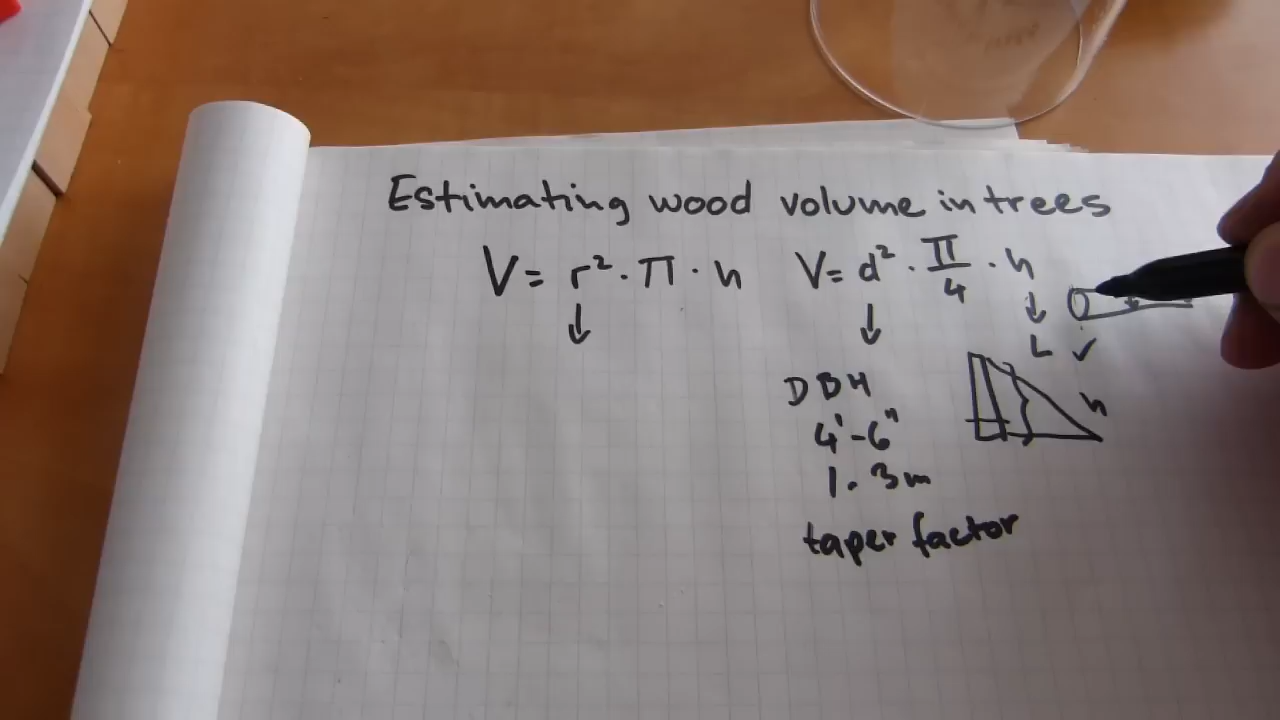 Estimating wood volume in trees
V = r² · π · h V = d² · π/4 · h
↓ ↓ ↓
L ✓
DBH
h
4'-6"
1.3m
taper factor